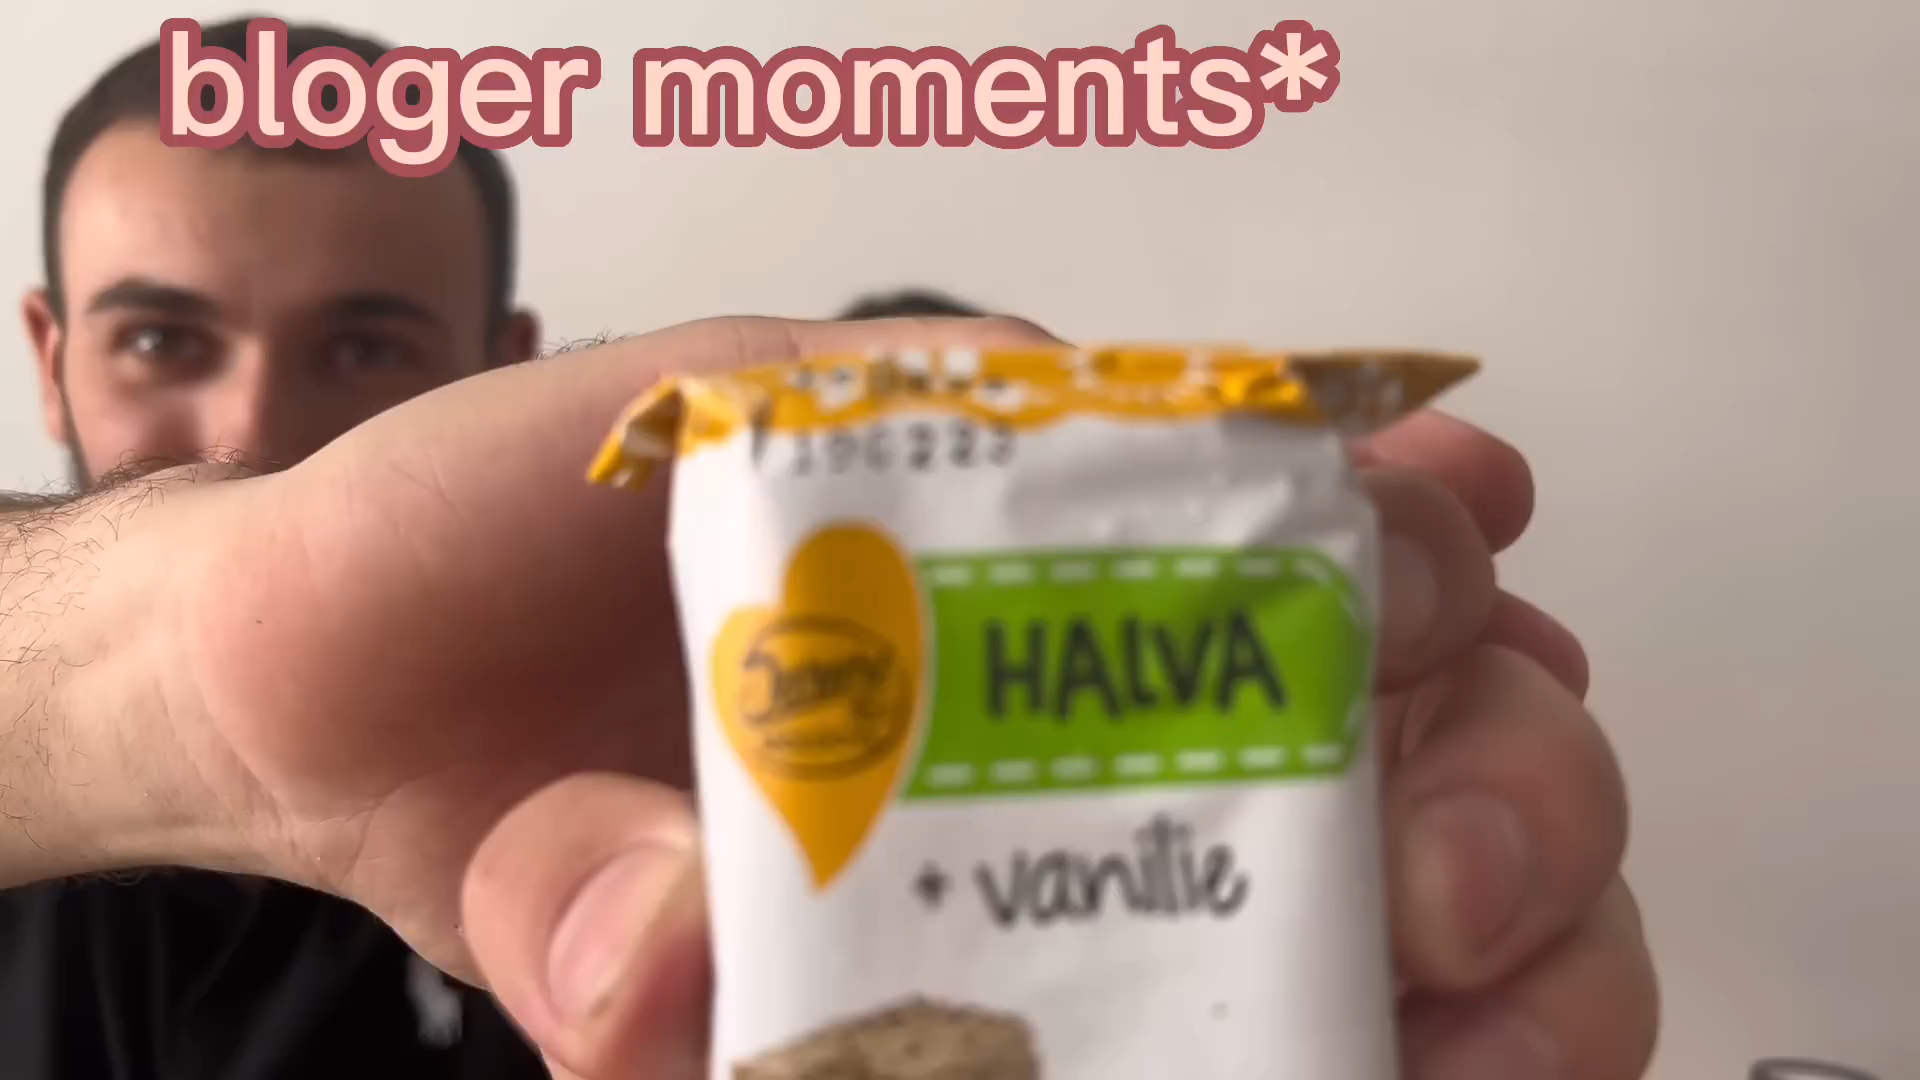 bloger moments*
HALVA
+ vanilie